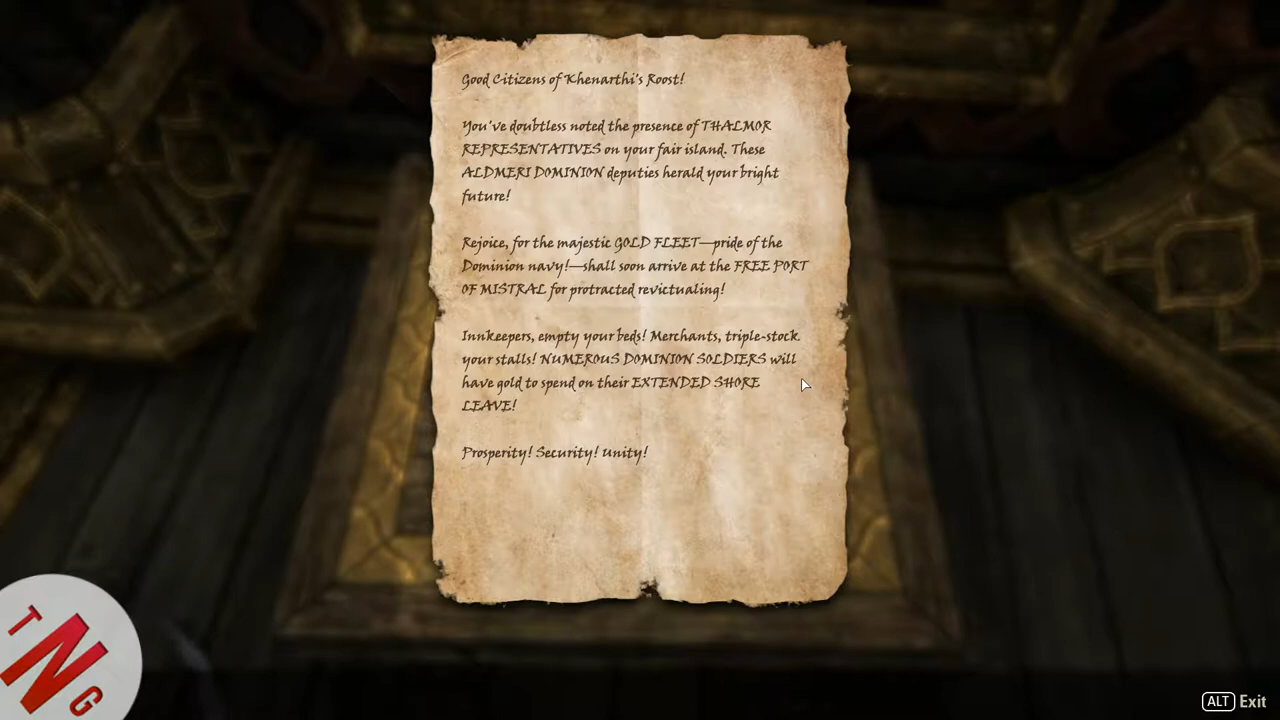 Good Citizens of Khenarthi's Roost!
You've doubtless noted the presence of THALMOR
REPRESENTATIVES on your fair island. These
ALDMERI DOMINION deputies herald your bright
future!
Rejoice, for the majestic GOLD FLEET—pride of the
Dominion navy!—shall soon arrive at the FREE PORT
OF MISTRAL for protracted revictualing!
Innkeepers, empty your beds! Merchants, triple-stock
your stalls! NUMEROUS DOMINION SOLDIERS will
have gold to spend on their EXTENDED SHORE
LEAVE!
Prosperity! Security! Unity!
TNG
ALT Exit